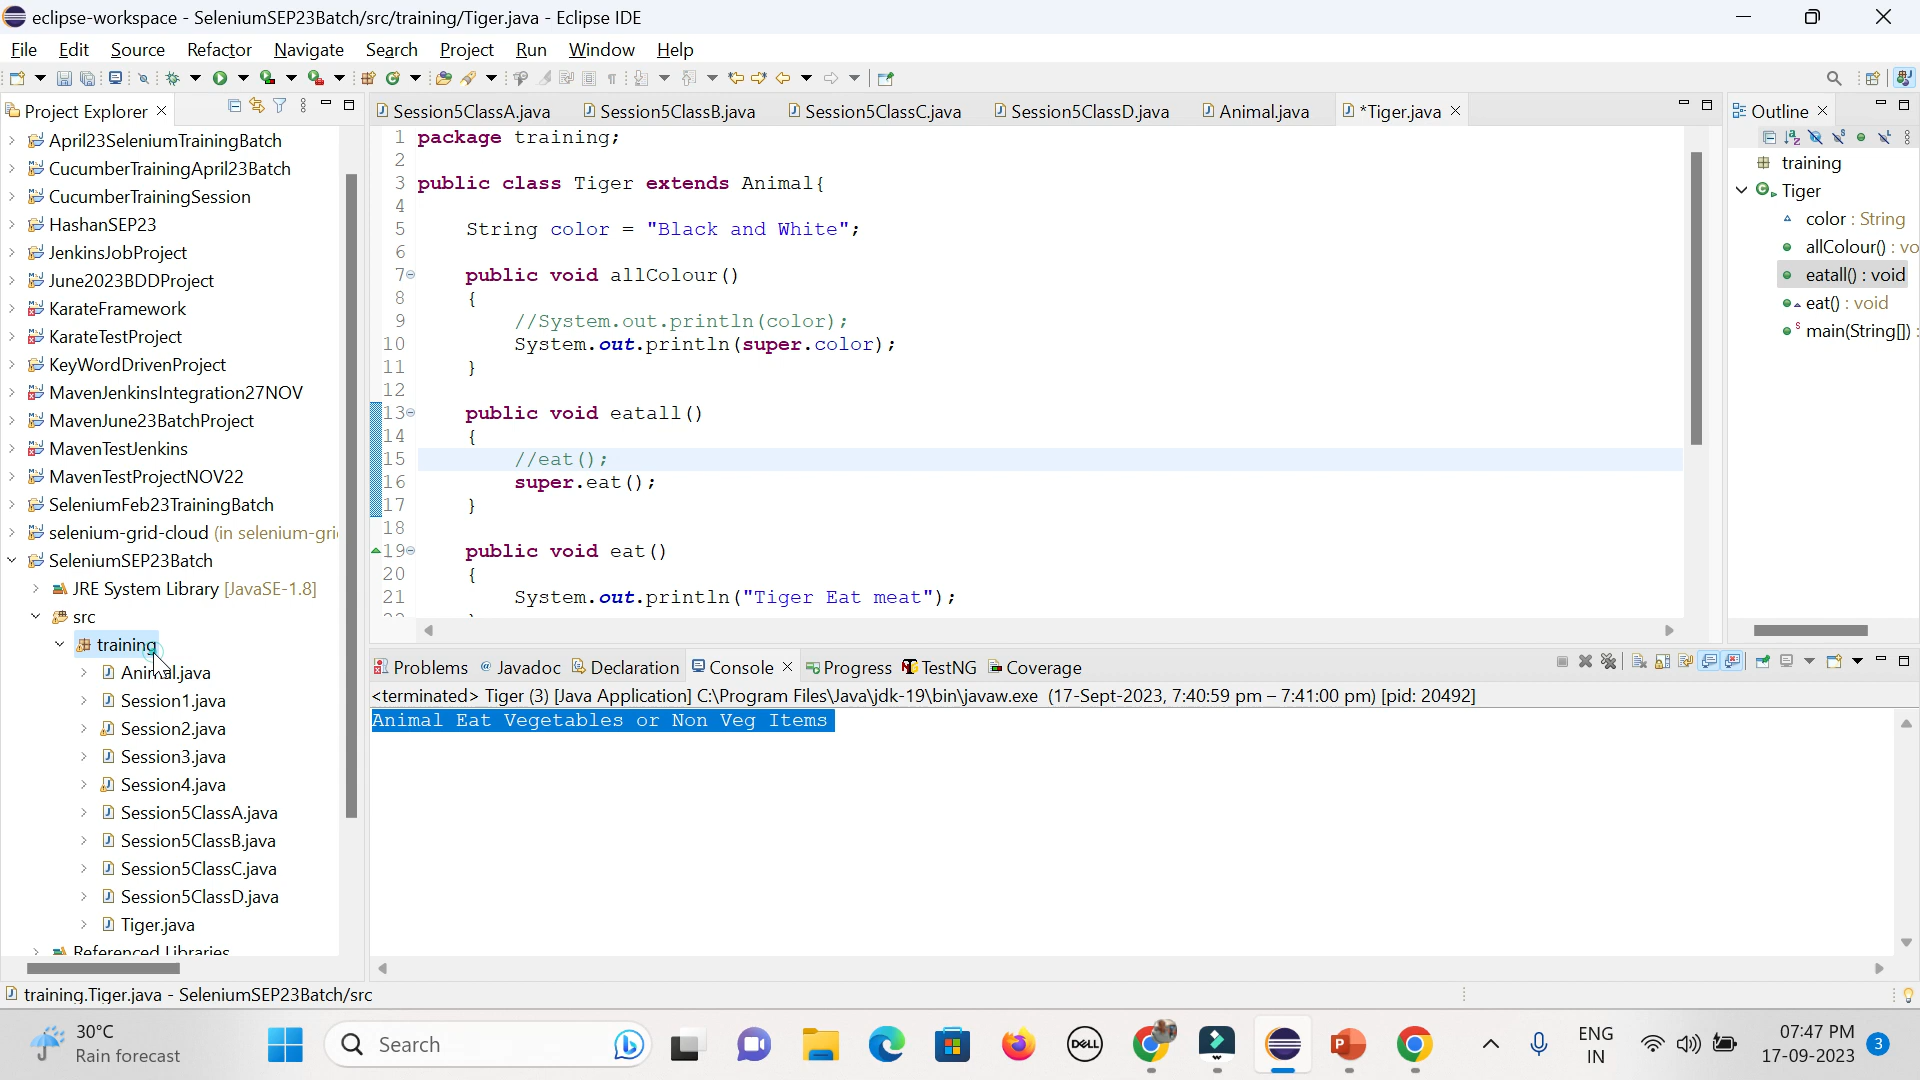 eclipse-workspace - SeleniumSEP23Batch/src/training/Tiger.java - Eclipse IDE
File Edit Source Refactor Navigate Search Project Run Window Help
Project Explorer
April23SeleniumTrainingBatch
CucumberTrainingApril23Batch
CucumberTrainingSession
HashanSEP23
JenkinsJobProject
June2023BDDProject
KarateFramework
KarateTestProject
KeyWordDrivenProject
MavenJenkinsIntegration27NOV
MavenJune23BatchProject
MavenTestJenkins
MavenTestProjectNOV22
SeleniumFeb23TrainingBatch
selenium-grid-cloud (in selenium-gri
SeleniumSEP23Batch
JRE System Library [JavaSE-1.8]
src
training
Animal.java
Session1.java
Session2.java
Session3.java
Session4.java
Session5ClassA.java
Session5ClassB.java
Session5ClassC.java
Session5ClassD.java
Tiger.java
Referenced Libraries
Session5ClassA.java Session5ClassB.java Session5ClassC.java Session5ClassD.java Animal.java *Tiger.java
1 package training;
2
3 public class Tiger extends Animal{
4
5 String color = "Black and White";
6
7 public void allColour()
8 {
9 //System.out.println(color);
10 System.out.println(super.color);
11 }
12
13 public void eatall()
14 {
15 //eat();
16 super.eat();
17 }
18
19 public void eat()
20 {
21 System.out.println("Tiger Eat meat");
Outline
training
Tiger
color : String
allColour() : vo
eatall() : void
eat() : void
main(String[]) :
Problems Javadoc Declaration Console Progress TestNG Coverage
<terminated> Tiger (3) [Java Application] C:\Program Files\Java\jdk-19\bin\javaw.exe (17-Sept-2023, 7:40:59 pm – 7:41:00 pm) [pid: 20492]
Animal Eat Vegetables or Non Veg Items
training.Tiger.java - SeleniumSEP23Batch/src
30°C
Rain forecast
Search
DELL
ENG
IN
07:47 PM
17-09-2023
3